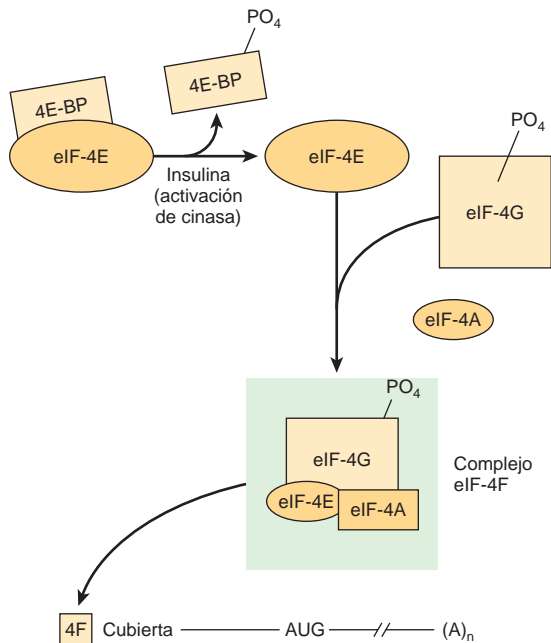 PO4
4E-BP
4E-BP
eIF-4E
Insulina
(activación
de cinasa)
eIF-4E
PO4
eIF-4G
eIF-4A
PO4
eIF-4G
eIF-4E
eIF-4A
Complejo
eIF-4F
4F Cubierta AUG (A)n